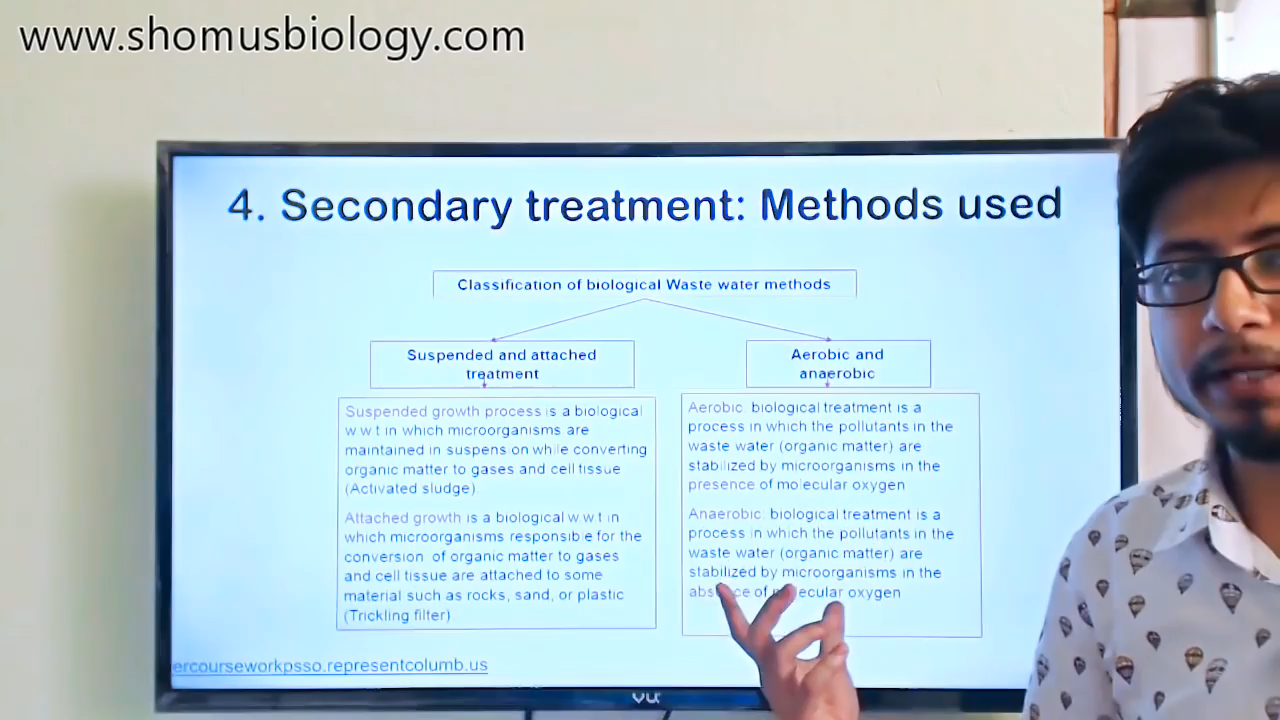 www.shomusbiology.com
4. Secondary treatment: Methods used
Classification of biological Waste water methods
Suspended and attached
treatment
Aerobic and
anaerobic
Suspended growth process is a biological
w.w.t in which microorganisms are
maintained in suspension while converting
organic matter to gases and cell tissue
(Activated sludge)
Attached growth is a biological w.w.t in
which microorganisms responsible for the
conversion of organic matter to gases
and cell tissue are attached to some
material such as rocks, sand, or plastic
(Trickling filter)
Aerobic: biological treatment is a
process in which the pollutants in the
waste water (organic matter) are
stabilized by microorganisms in the
presence of molecular oxygen
Anaerobic: biological treatment is a
process in which the pollutants in the
waste water (organic matter) are
stabilized by microorganisms in the
absence of molecular oxygen
ercourseworkpsso.representcolumb.us